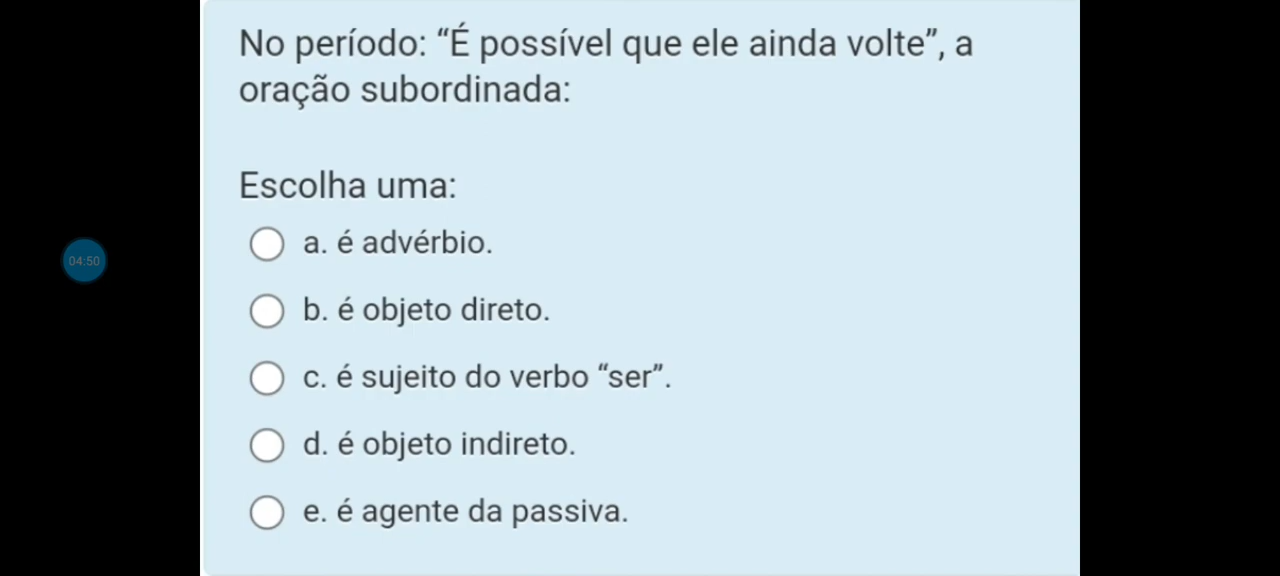 No período: “É possível que ele ainda volte”, a
oração subordinada:
Escolha uma:
a. é advérbio.
b. é objeto direto.
04:50
c. é sujeito do verbo “ser”.
d. é objeto indireto.
e. é agente da passiva.